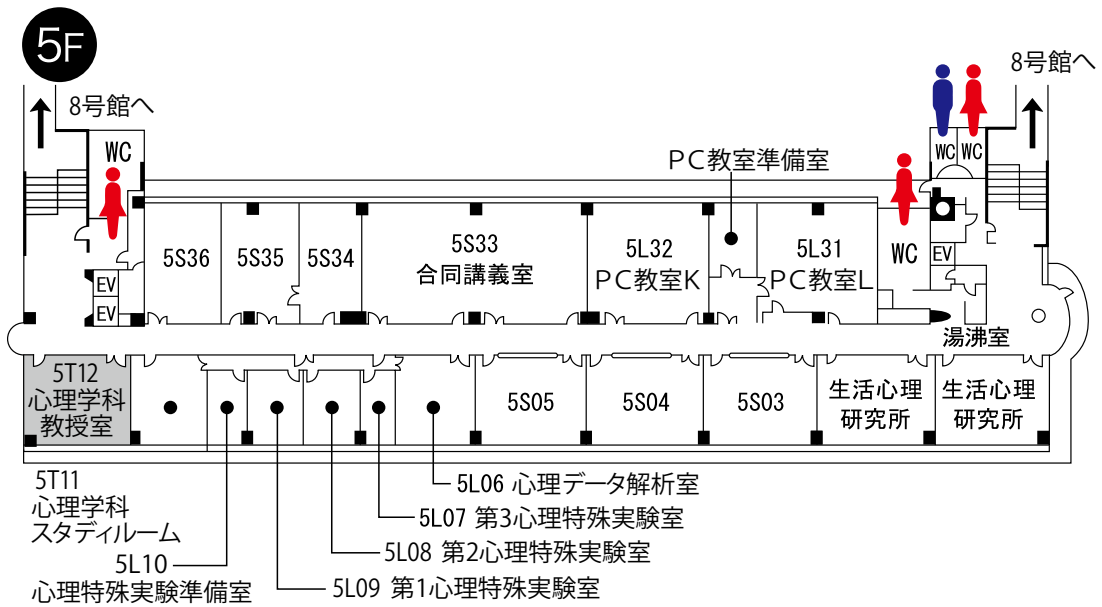 5F
8号館へ
8号館へ
WC
WC
WC
PC教室準備室
5S36
5S35
5S34
5S33
合同講義室
5L32
PC教室K
5L31
PC教室L
WC
EV
EV
EV
湯沸室
5T12
心理学科
教授室
5S05
5S04
5S03
生活心理
研究所
生活心理
研究所
5T11
心理学科
スタディルーム
5L06 心理データ解析室
5L07 第3心理特殊実験室
5L08 第2心理特殊実験室
5L09 第1心理特殊実験室
5L10
心理特殊実験準備室